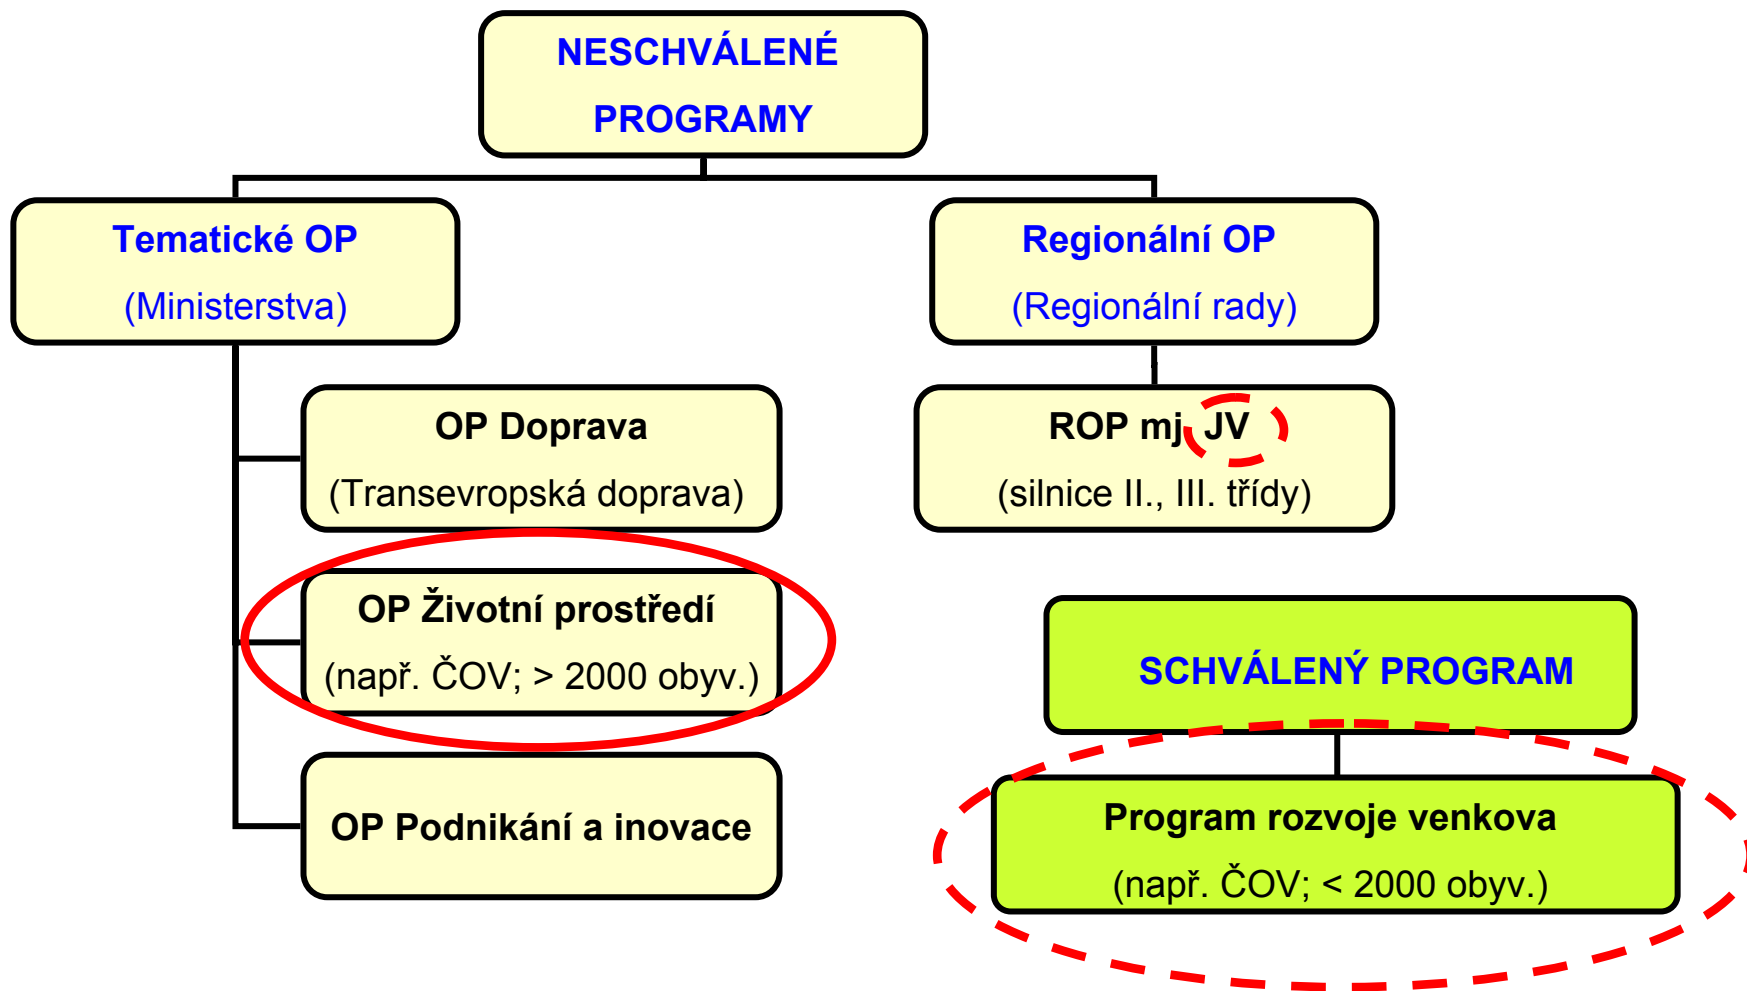 NESCHVÁLENÉ
PROGRAMY
Tematické OP
(Ministerstva)
Regionální OP
(Regionální rady)
OP Doprava
(Transevropská doprava)
ROP mj. JV
(silnice II., III. třídy)
OP Životní prostředí
(např. ČOV; > 2000 obyv.)
OP Podnikání a inovace
SCHVÁLENÝ PROGRAM
Program rozvoje venkova
(např. ČOV; < 2000 obyv.)